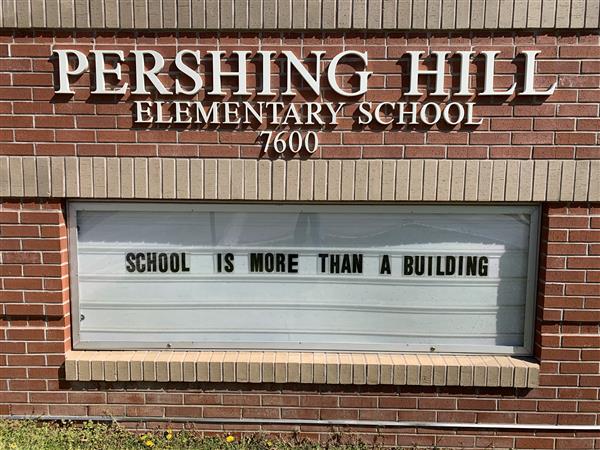 PERSHING HILL
ELEMENTARY SCHOOL
7600
SCHOOL IS MORE THAN A BUILDING